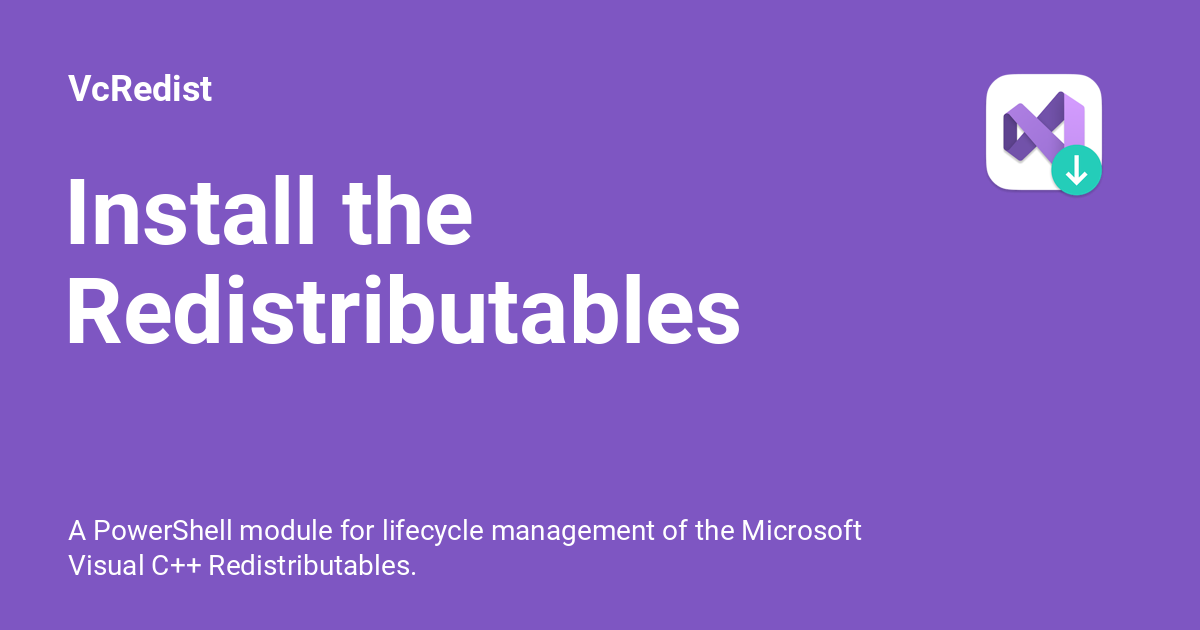 VcRedist
Install the
Redistributables
A PowerShell module for lifecycle management of the Microsoft
Visual C++ Redistributables.